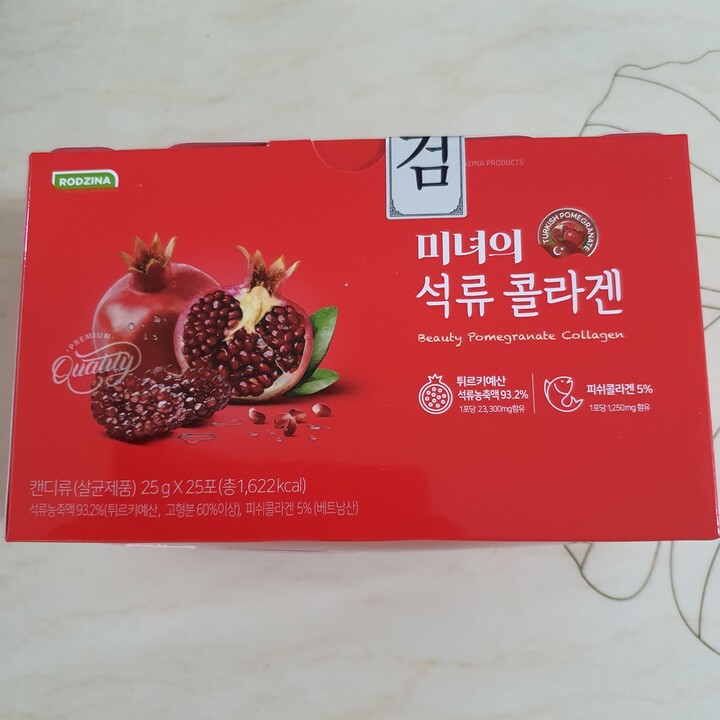 RODZINA
검
ZINA PRODUCTS
미녀의
석류 콜라겐
TURKISH POMEGRANATE
Beauty Pomegranate Collagen
PREMIUM
Quality
튀르키예산
석류농축액 93.2%
1포당 23,300mg함유
피쉬콜라겐 5%
1포당 1,250mg 함유
캔디류(살균제품) 25 g X 25포(총1,622kcal)
석류농축액 93.2%(튀르키예산, 고형분 60%이상), 피쉬콜라겐 5% (베트남산)